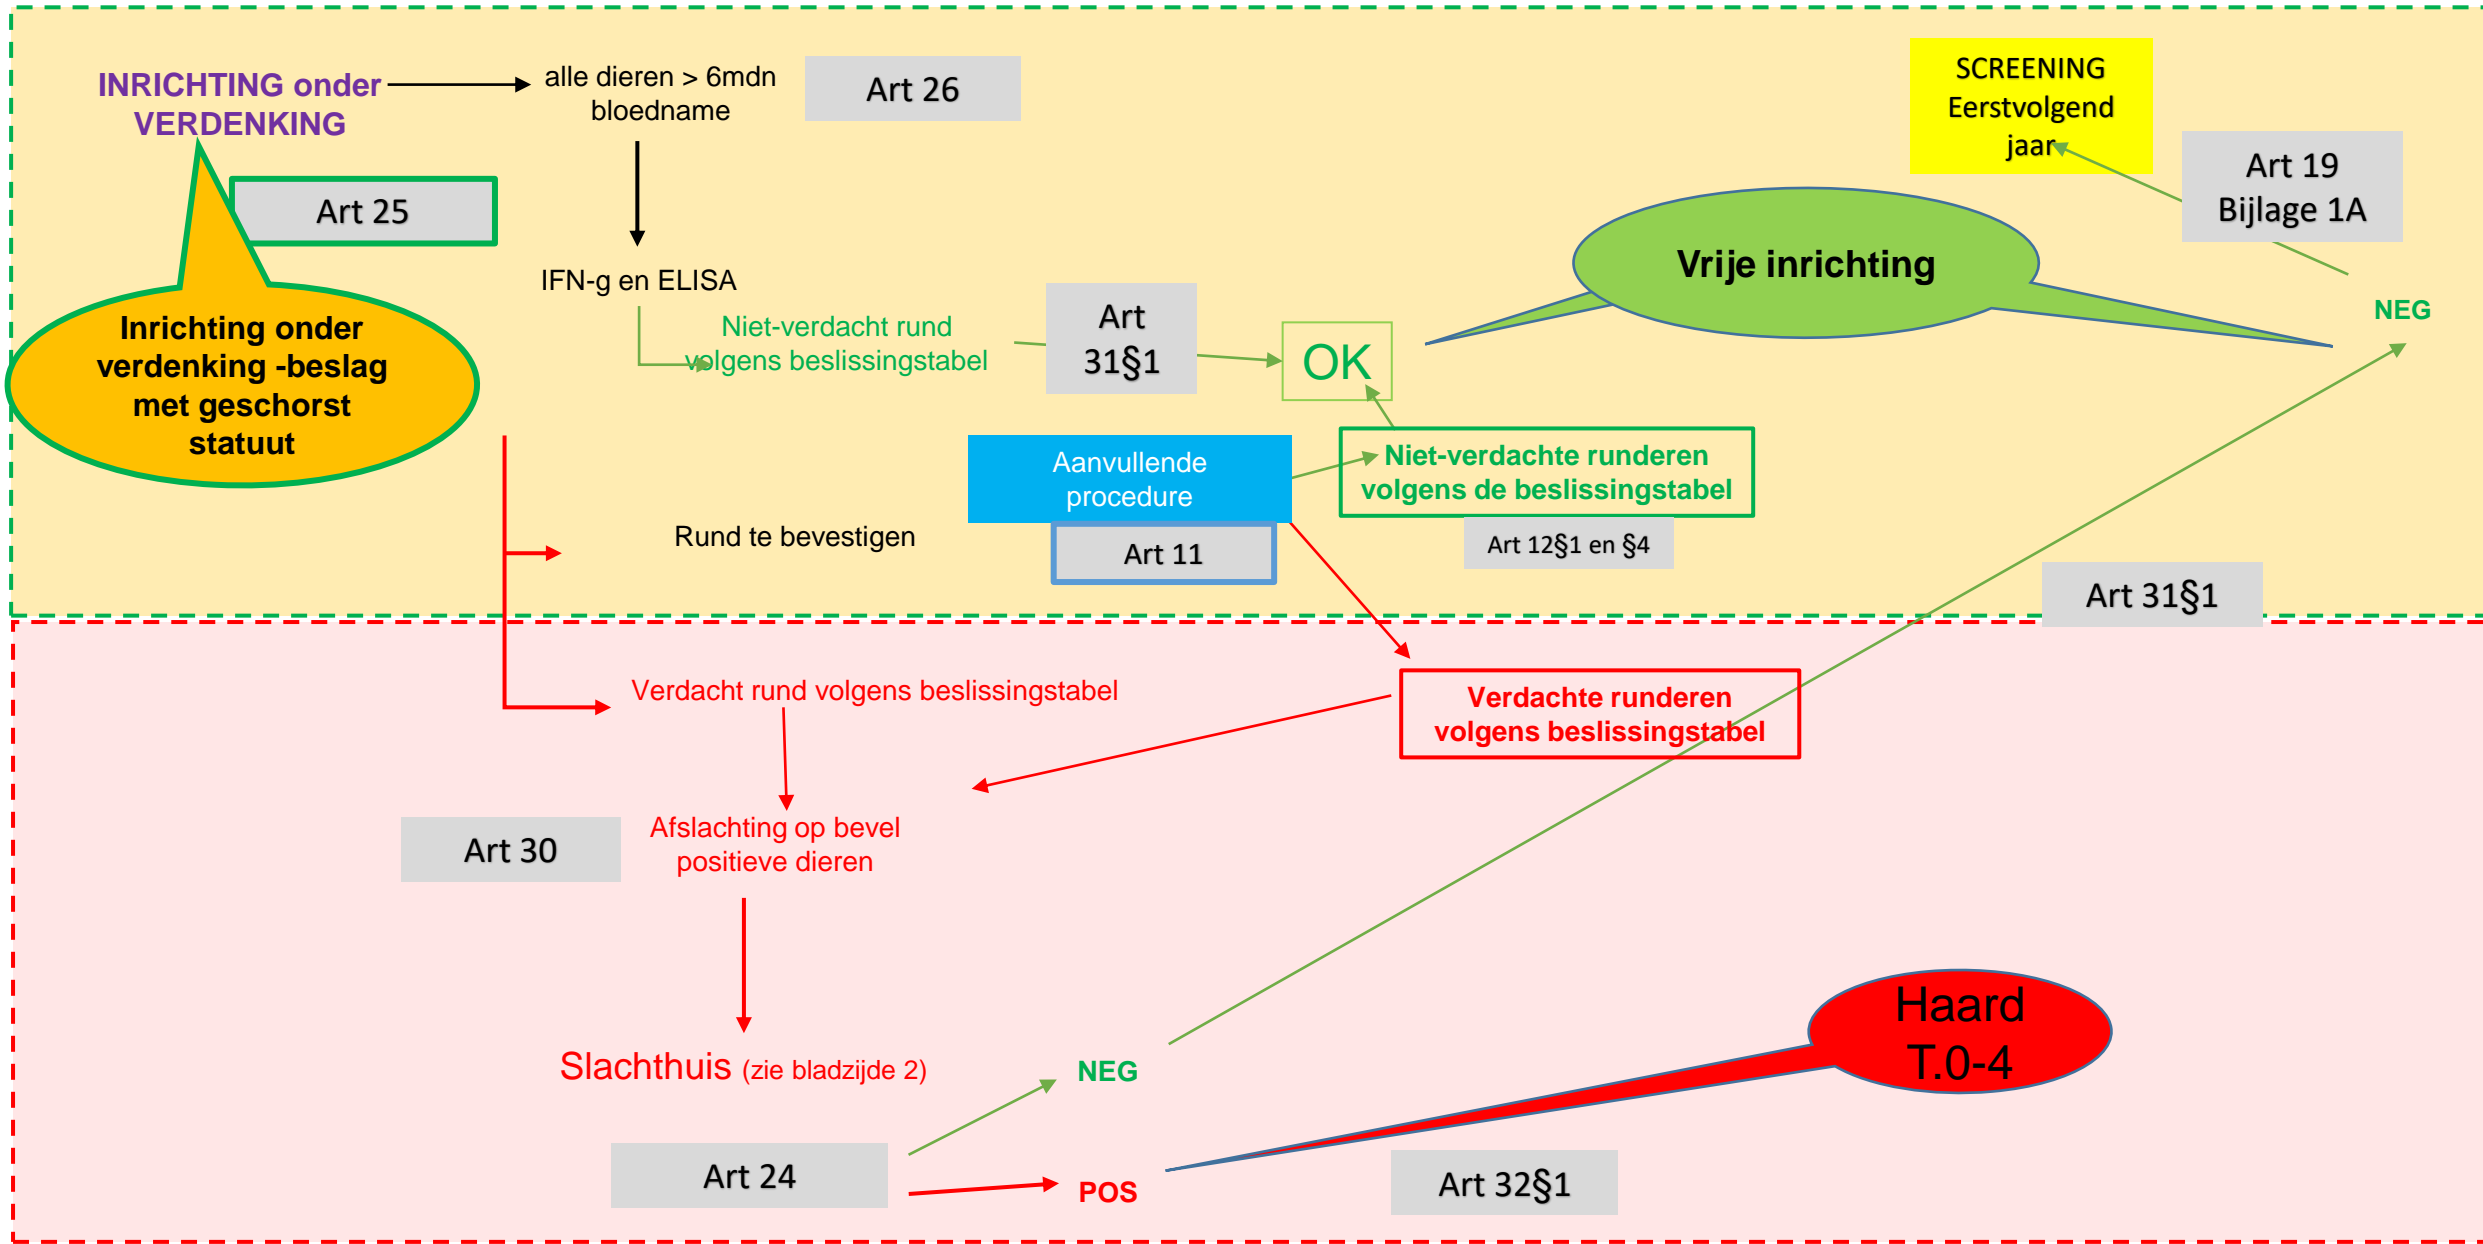 INRICHTING onder
VERDENKING
alle dieren > 6mdn
bloedname
Art 26
SCREENING
Eerstvolgend
jaar
Art 19
Bijlage 1A
Art 25
Vrije inrichting
IFN-g en ELISA
NEG
Inrichting onder
verdenking -beslag
met geschorst
statuut
Niet-verdacht rund
volgens beslissingstabel
Art
31§1
OK
Aanvullende
procedure
Niet-verdachte runderen
volgens de beslissingstabel
Rund te bevestigen
Art 11
Art 12§1 en §4
Art 31§1
Verdacht rund volgens beslissingstabel
Verdachte runderen
volgens beslissingstabel
Art 30
Afslachting op bevel
positieve dieren
Haard
T.0-4
Slachthuis (zie bladzijde 2)
NEG
Art 24
POS
Art 32§1